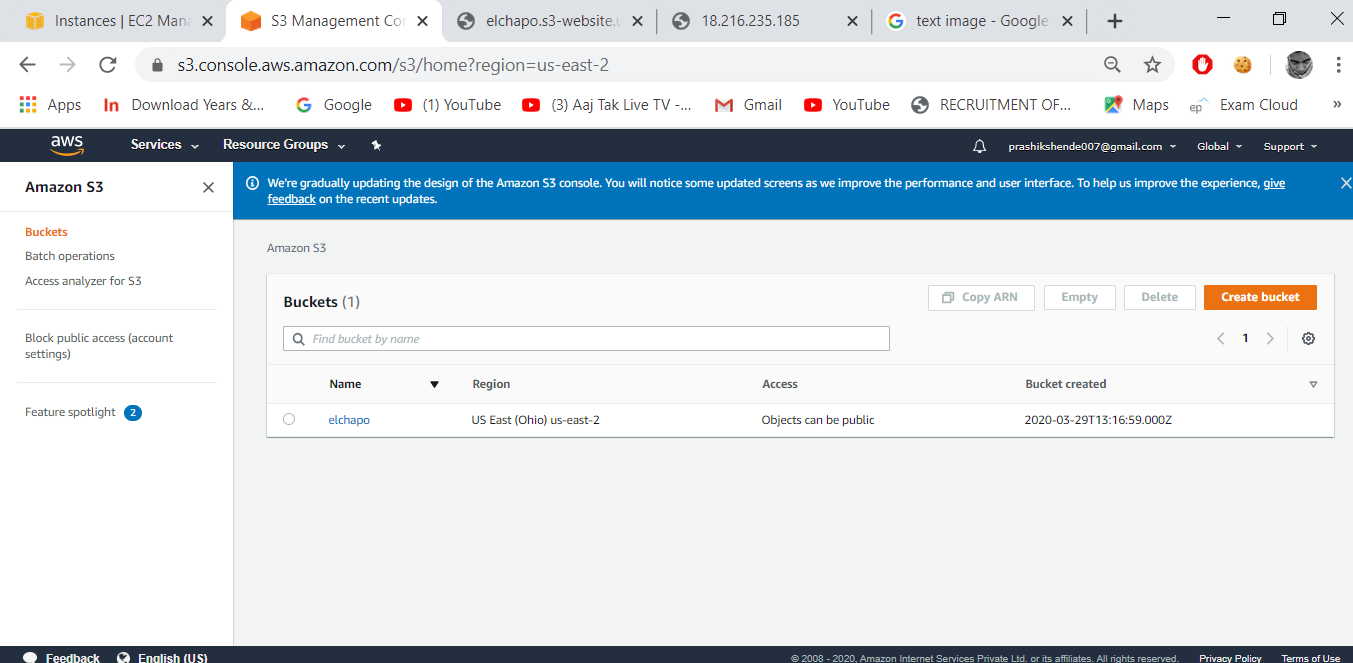 Instances | EC2 Mana
S3 Management Co
elchapo.s3-website.u
18.216.235.185
text image - Google
s3.console.aws.amazon.com/s3/home?region=us-east-2
Apps
In Download Years &...
Google
(1) YouTube
(3) Aaj Tak Live TV -...
Gmail
YouTube
RECRUITMENT OF...
Maps
ep Exam Cloud
»
aws
Services
Resource Groups
prashikshende007@gmail.com
Global
Support
Amazon S3
We're gradually updating the design of the Amazon S3 console. You will notice some updated screens as we improve the performance and user interface. To help us improve the experience, give
feedback on the recent updates.
Buckets
Batch operations
Access analyzer for S3
Block public access (account
settings)
Feature spotlight 2
Amazon S3
Buckets (1)
Copy ARN
Empty
Delete
Create bucket
Find bucket by name
1
Name Region Access Bucket created
elchapo US East (Ohio) us-east-2 Objects can be public 2020-03-29T13:16:59.000Z
Feedback
English (US)
© 2008 - 2020, Amazon Internet Services Private Ltd. or its affiliates. All rights reserved.
Privacy Policy
Terms of Use